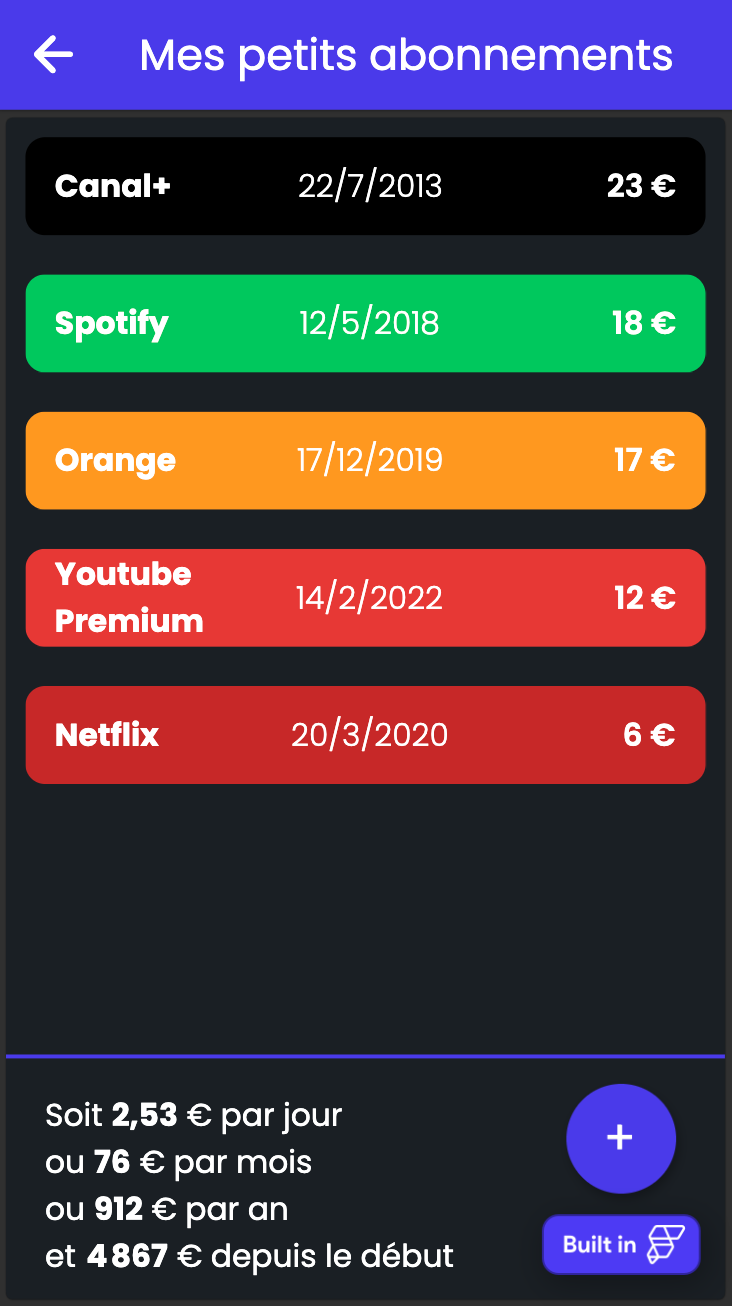 Mes petits abonnements
Canal+ 22/7/2013 23 €
Spotify 12/5/2018 18 €
Orange 17/12/2019 17 €
Youtube
Premium 14/2/2022 12 €
Netflix 20/3/2020 6 €
Soit 2,53 € par jour
ou 76 € par mois
ou 912 € par an
et 4 867 € depuis le début
+
Built in